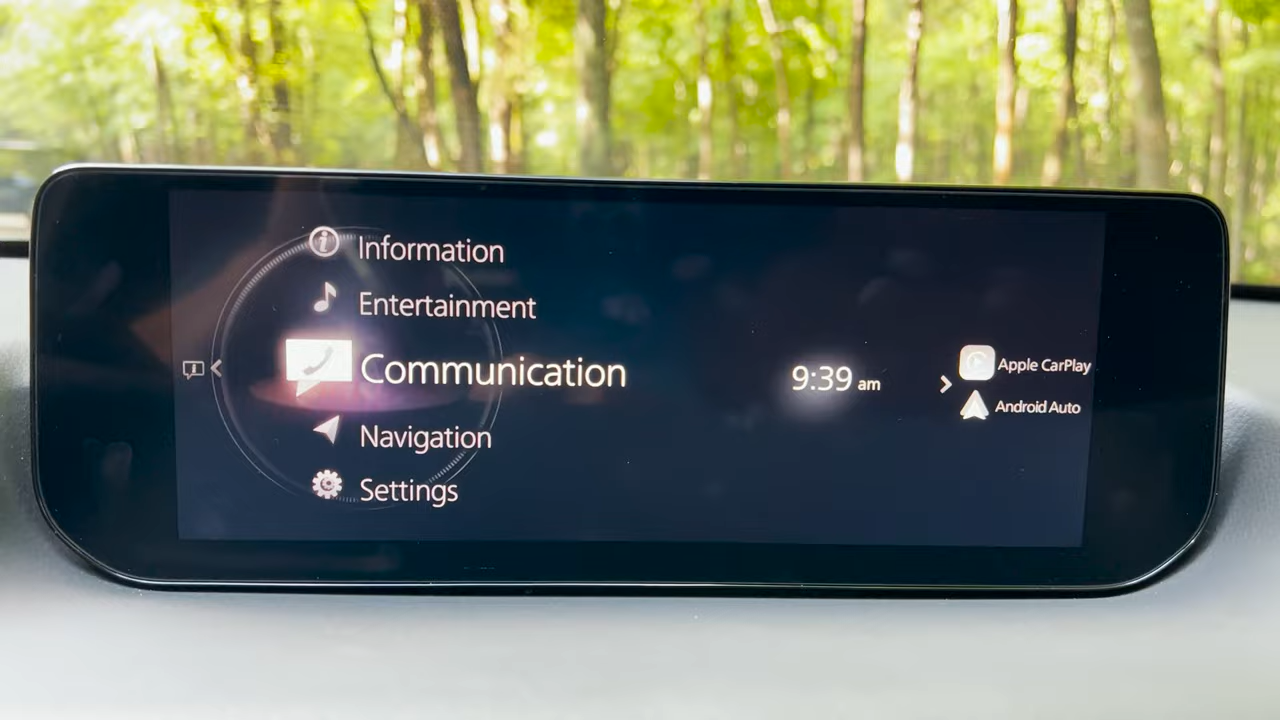 Information
Entertainment
Communication
Navigation
Settings
9:39 am
Apple CarPlay
Android Auto